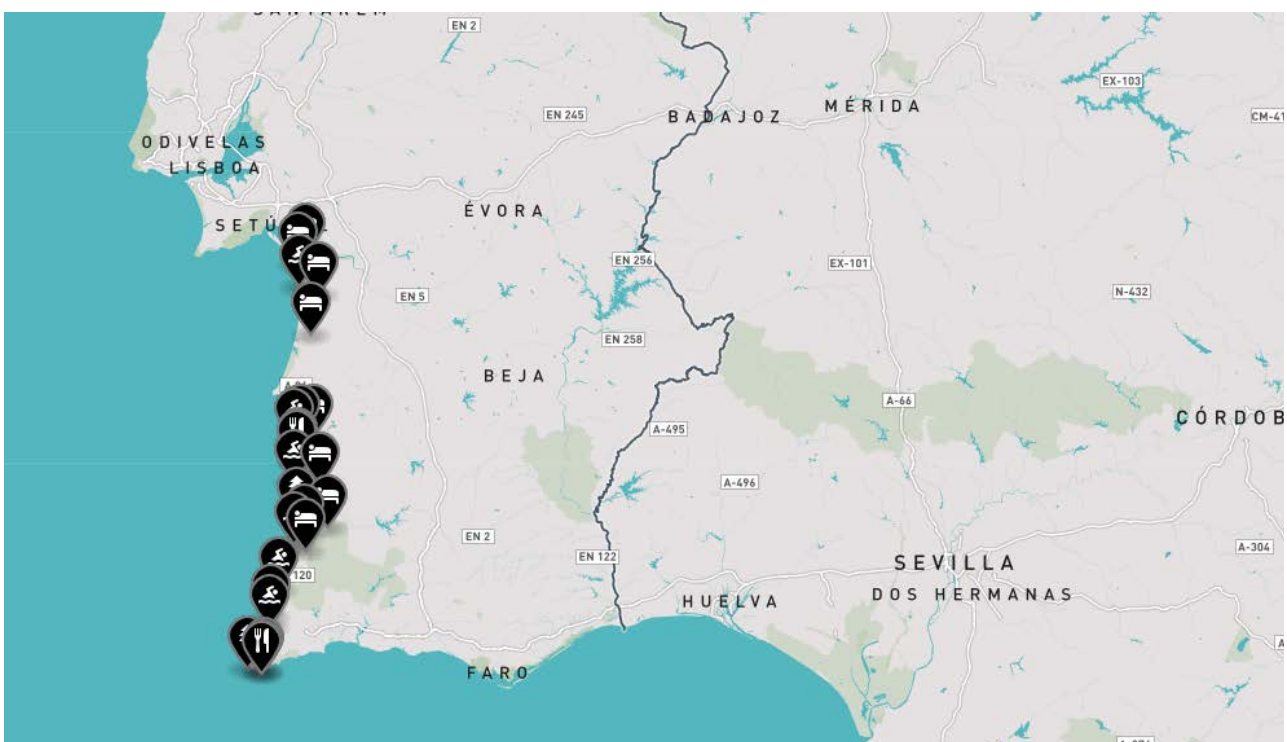 EN 2
EX-103
MÉRIDA
EN 245
BADAJOZ
ODIVELAS
LISBOA
ÉVORA
EN 256
EX-101
N-432
EN 5
EN 258
BEJA
A-66
CÓRDOB
A-495
A-496
EN 2
EN 122
SEVILLA
A-304
120
DOS HERMANAS
HUELVA
FARO